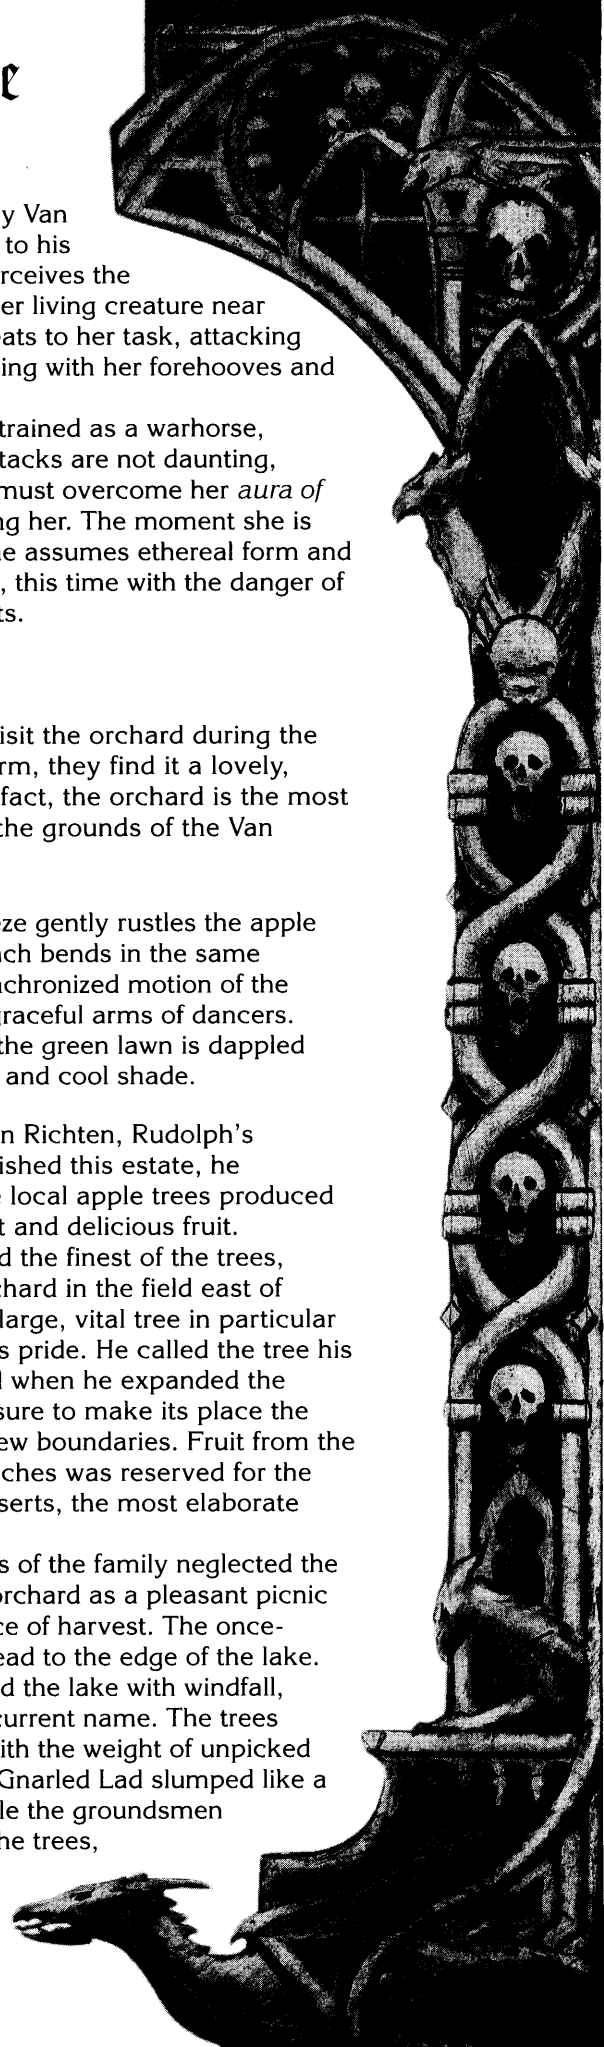 e
y Van
to his
rceives the
er living creature near
eats to her task, attacking
ing with her forehooves and
trained as a warhorse,
tacks are not daunting,
must overcome her aura of
ng her. The moment she is
ne assumes ethereal form and
, this time with the danger of
ts.
isit the orchard during the
rm, they find it a lovely,
fact, the orchard is the most
the grounds of the Van
eze gently rustles the apple
nch bends in the same
nchronized motion of the
graceful arms of dancers.
the green lawn is dappled
and cool shade.
n Richten, Rudolph's
ished this estate, he
e local apple trees produced
t and delicious fruit.
d the finest of the trees,
chard in the field east of
large, vital tree in particular
s pride. He called the tree his
l when he expanded the
sure to make its place the
ew boundaries. Fruit from the
ches was reserved for the
serts, the most elaborate
s of the family neglected the
orchard as a pleasant picnic
ce of harvest. The once-
ead to the edge of the lake.
d the lake with windfall,
current name. The trees
ith the weight of unpicked
Gnarled Lad slumped like a
le the groundsmen
he trees,